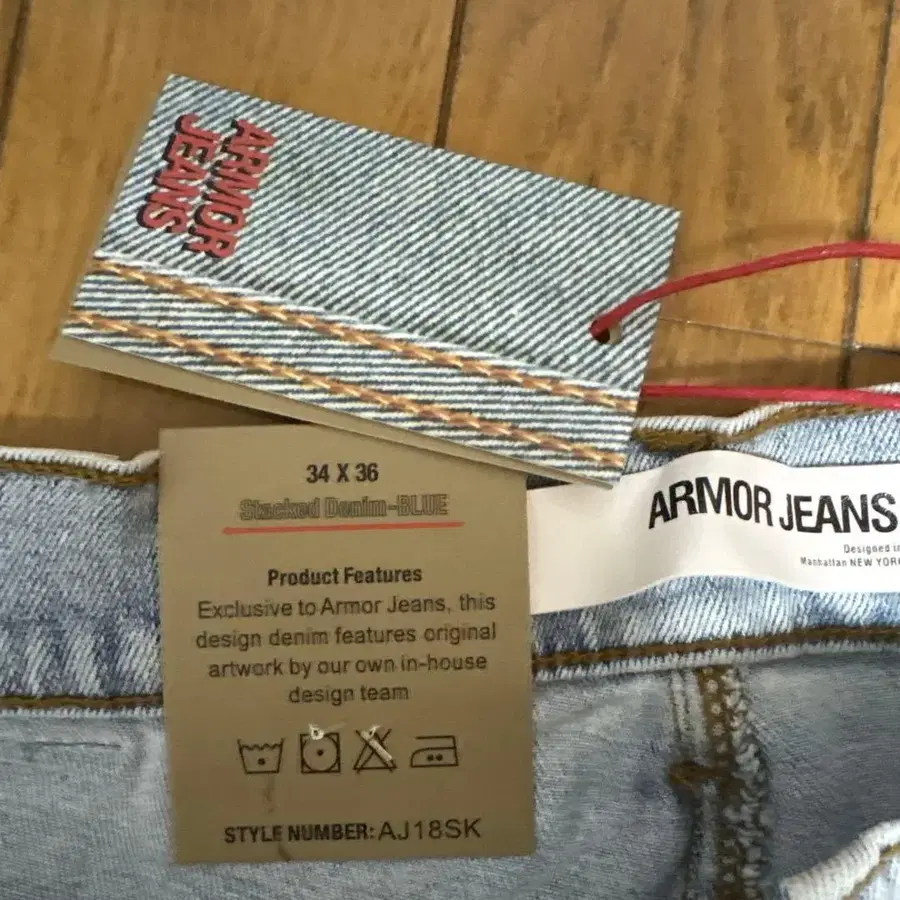 ARMOR
JEANS
34 X 36
Stacked Denim-BLUE
Product Features
Exclusive to Armor Jeans, this
design denim features original
artwork by our own in-house
design team
STYLE NUMBER: AJ18SK
ARMOR JEANS
Designed in
Manhattan NEW YORK